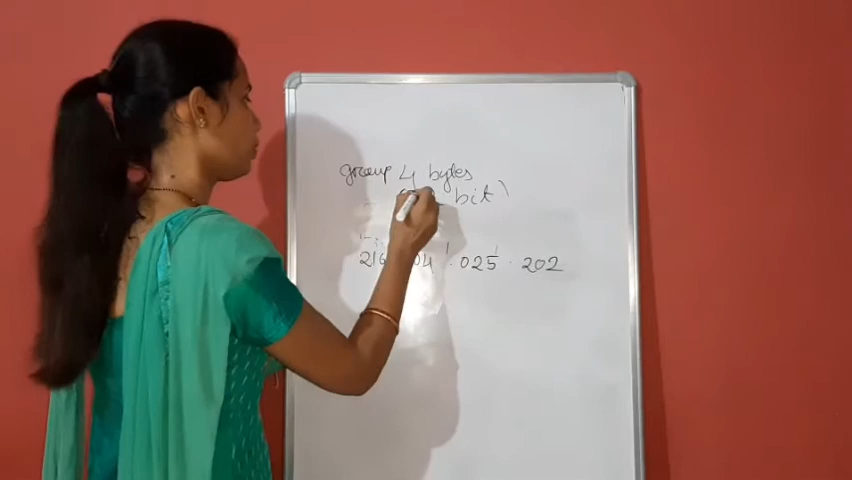 group 4 bytes
bit)
216 04 . 025 . 202